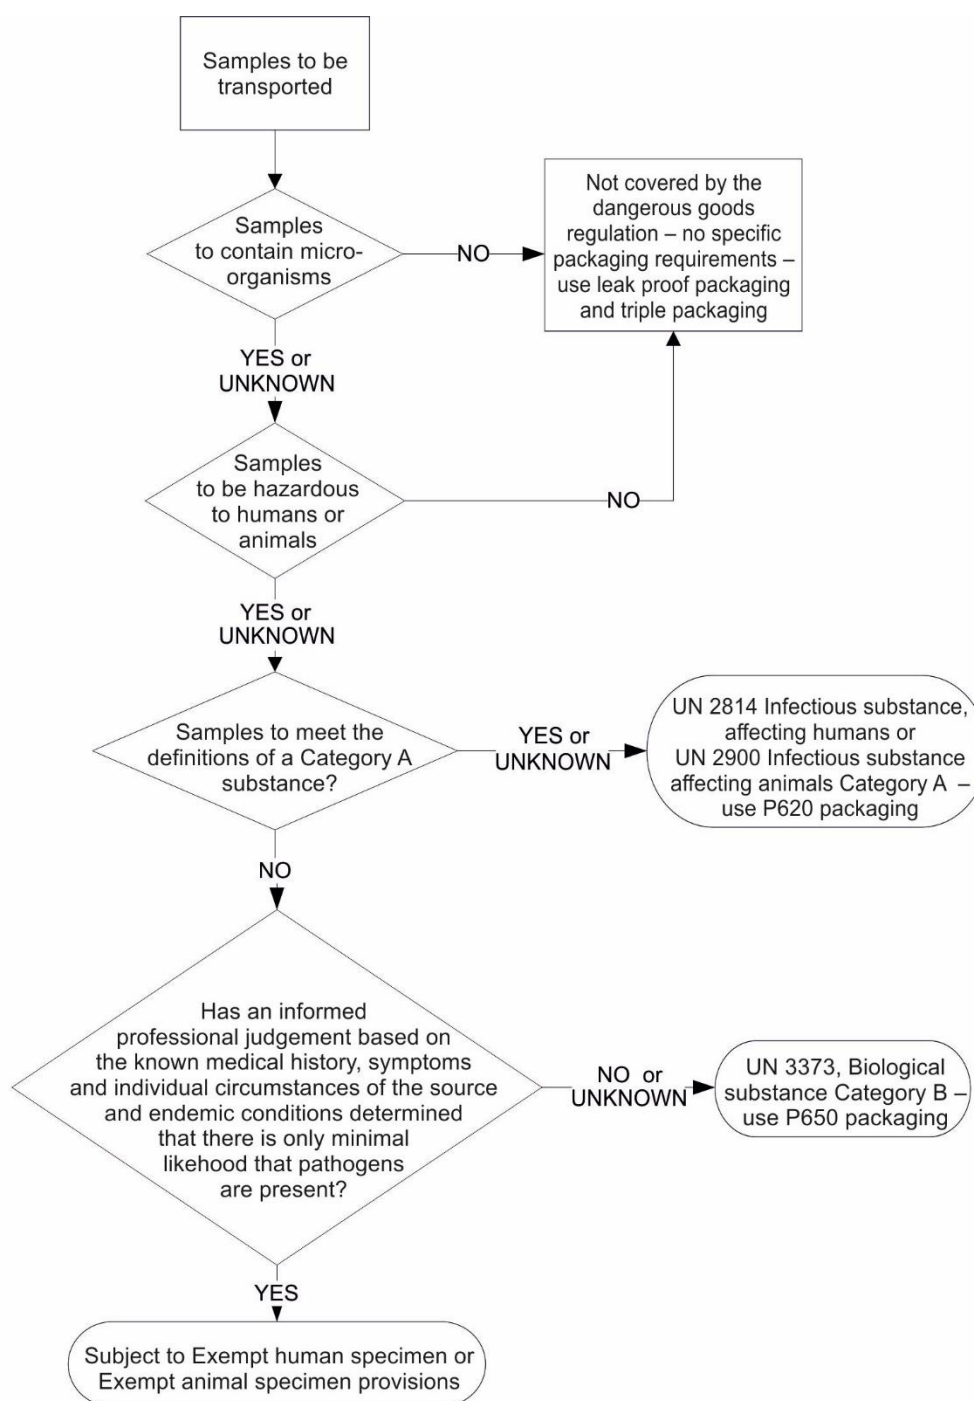 Samples to be
transported
Samples
to contain micro-
organisms
NO
Not covered by the
dangerous goods
regulation – no specific
packaging requirements –
use leak proof packaging
and triple packaging
YES or
UNKNOWN
Samples
to be hazardous
to humans or
animals
NO
YES or
UNKNOWN
Samples to meet the
definitions of a Category A
substance?
YES or
UNKNOWN
UN 2814 Infectious substance,
affecting humans or
UN 2900 Infectious substance
affecting animals Category A –
use P620 packaging
NO
Has an informed
professional judgement based on
the known medical history, symptoms
and individual circumstances of the source
and endemic conditions determined
that there is only minimal
likehood that pathogens
are present?
NO or
UNKNOWN
UN 3373, Biological
substance Category B –
use P650 packaging
YES
Subject to Exempt human specimen or
Exempt animal specimen provisions